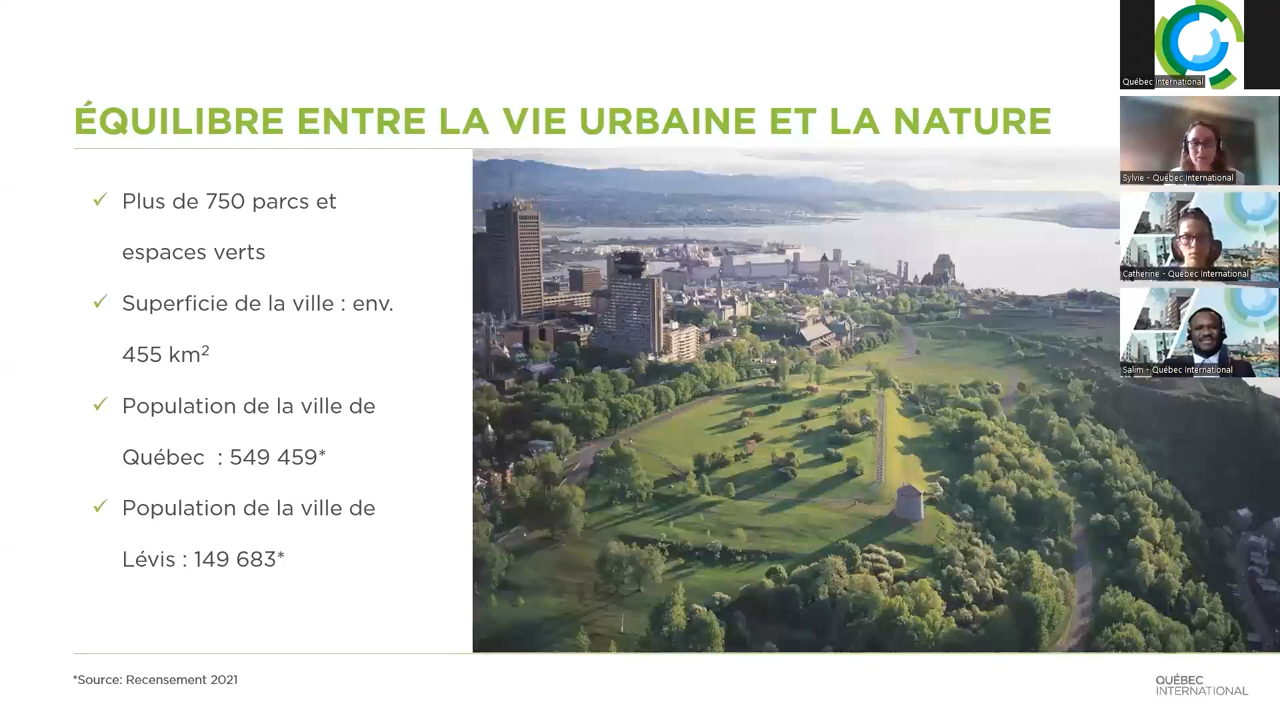 ÉQUILIBRE ENTRE LA VIE URBAINE ET LA NATURE
✓ Plus de 750 parcs et
espaces verts
✓ Superficie de la ville : env.
455 km²
✓ Population de la ville de
Québec : 549 459*
✓ Population de la ville de
Lévis : 149 683*
*Source: Recensement 2021
QUÉBEC
INTERNATIONAL
Québec International
Sylvie - Québec International
Catherine - Québec International
Salim - Québec International